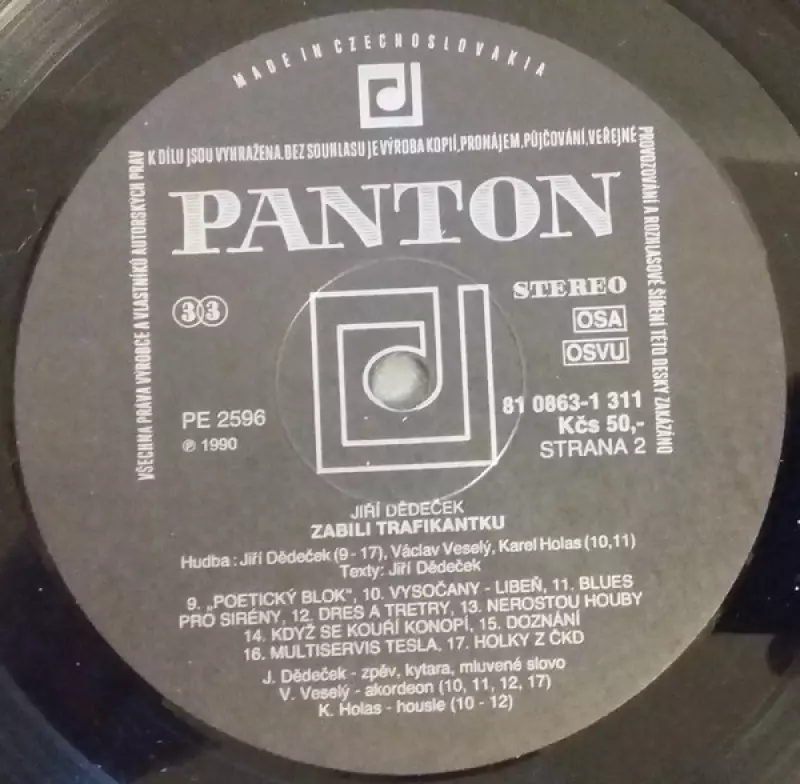 MADE IN CZECHOSLOVAKIA
VŠECHNA PRÁVA VÝROBCE A VLASTNÍKŮ AUTORSKÝCH PRÁV
K DÍLU JSOU VYHRAŽENA. BEZ SOUHLASU JE VÝROBA KOPIÍ, PRONÁJEM, PŮJČOVÁNÍ, VEŘEJNÉ
PROVOZOVÁNÍ A ROZHLASOVÉ ŠÍŘENÍ TÉTO DESKY ZAKÁZÁNO
PANTON
33
STEREO
OSA
OSVU
PE 2596
℗ 1990
81 0863-1 311
Kčs 50,-
STRANA 2
JIŘÍ DĚDEČEK
ZABILI TRAFIKANTKU
Hudba : Jiří Dědeček (9 - 17), Václav Veselý, Karel Holas (10,11)
Texty: Jiří Dědeček
9. „POETICKÝ BLOK", 10. VYSOČANY - LIBEŇ, 11. BLUES
PRO SIRÉNY, 12. DRES A TRETRY, 13. NEROSTOU HOUBY
14. KDYŽ SE KOUŘÍ KONOPÍ, 15. DOZNÁNÍ
16. MULTISERVIS TESLA, 17. HOLKY Z ČKD
J. Dědeček - zpěv, kytara, mluvené slovo
V. Veselý - akordeon (10, 11, 12, 17)
K. Holas - housle (10 - 12)